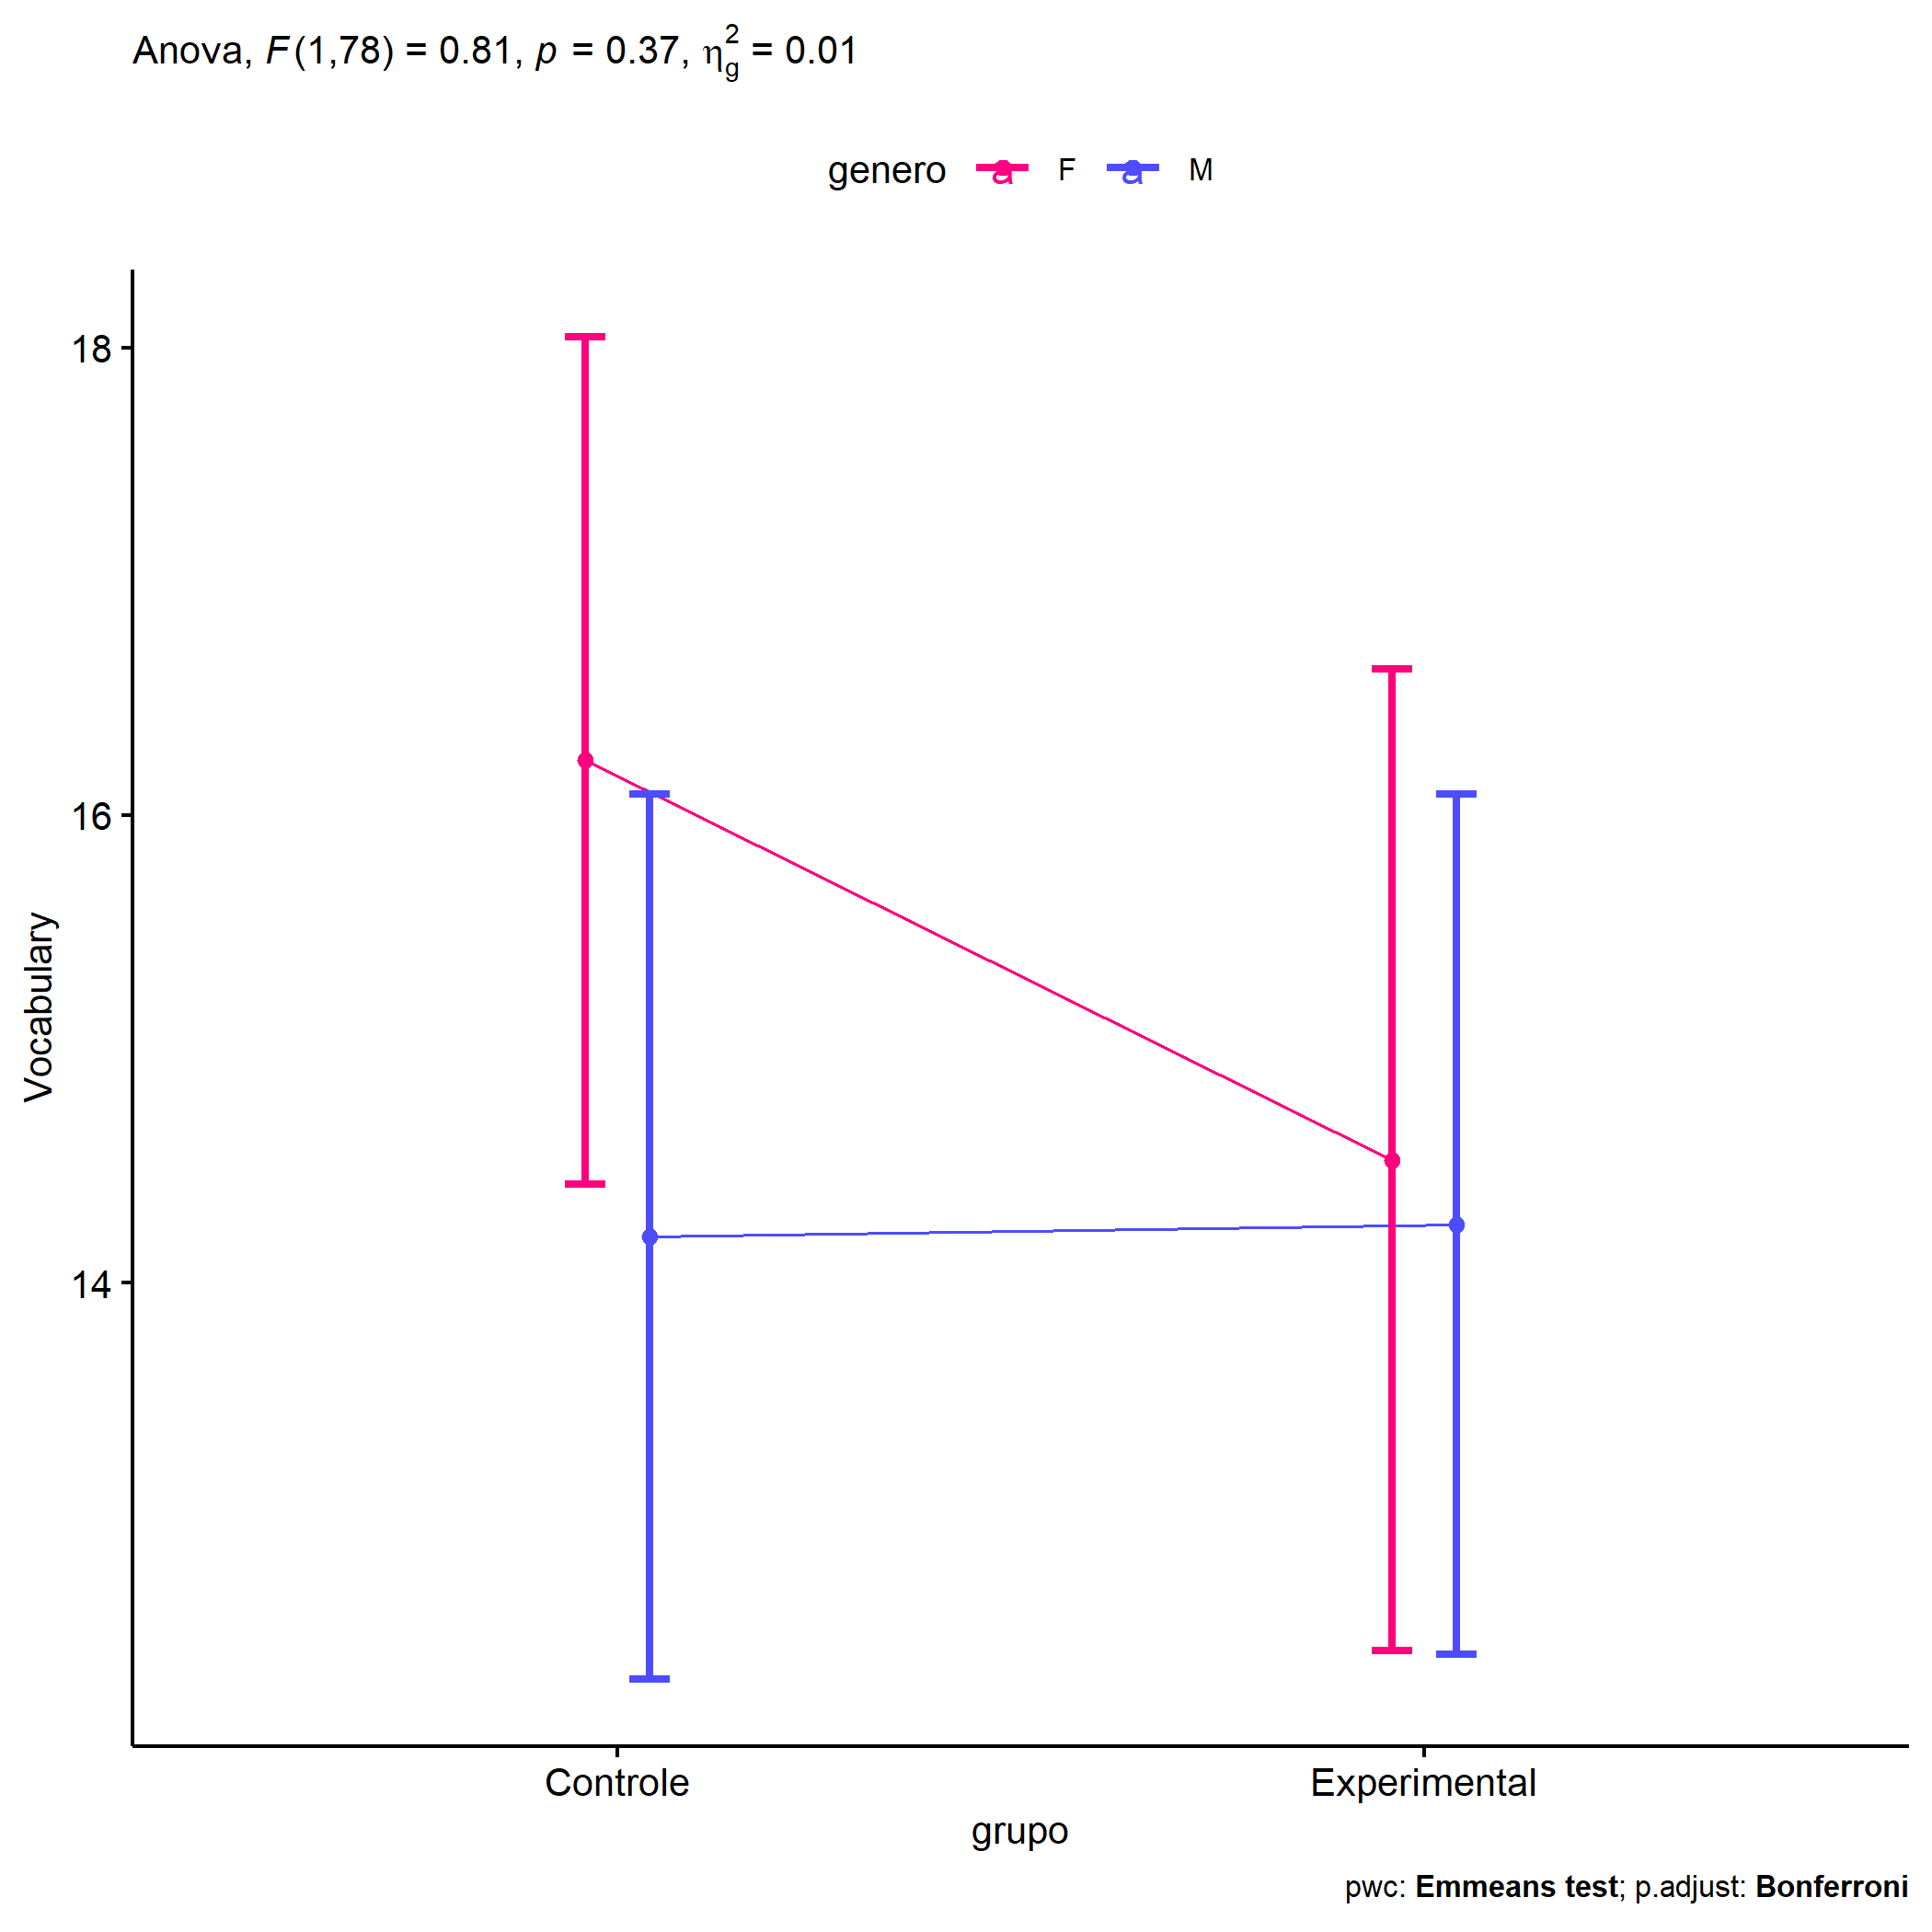 Anova, F(1,78) = 0.81, p = 0.37, η²g = 0.01
genero a F a M
18
16
14
Vocabulary
Controle Experimental
grupo
pwc: Emmeans test; p.adjust: Bonferroni